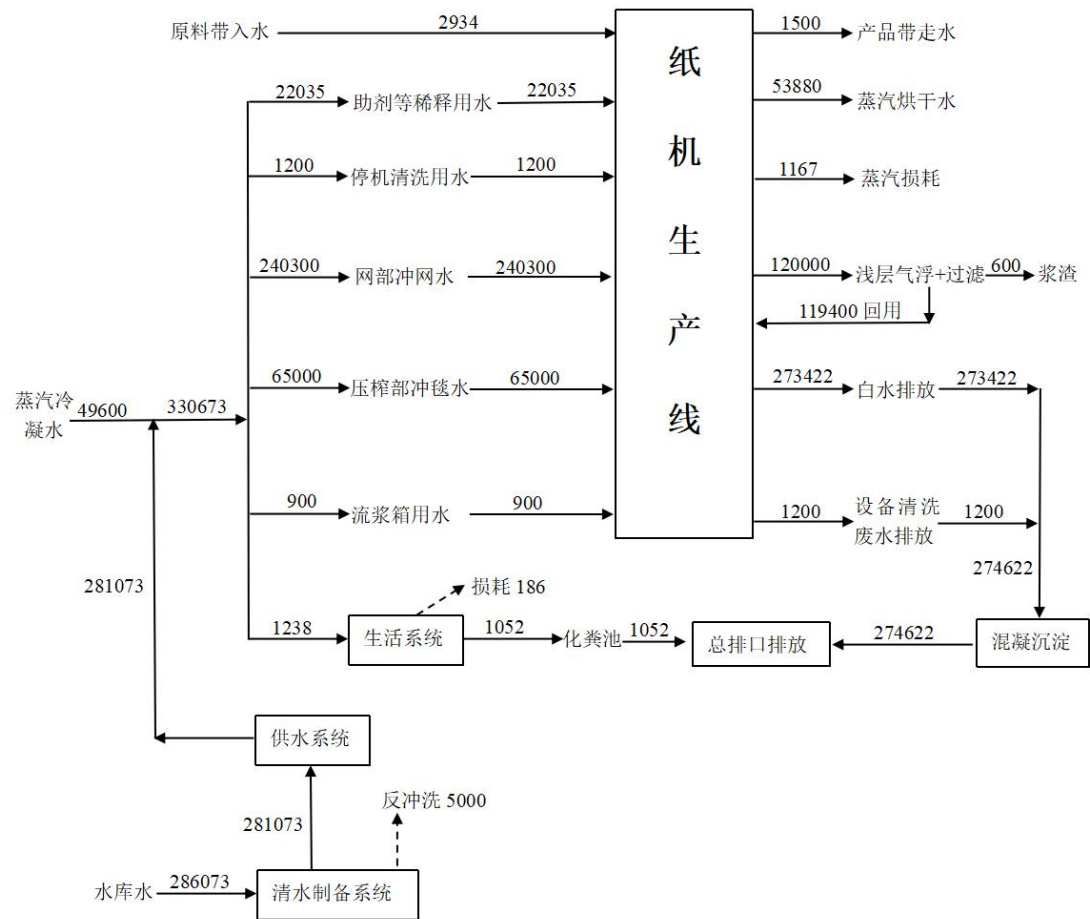 原料带入水
2934
1500
产品带走水
22035
助剂等稀释用水
22035
53880
蒸汽烘干水
1200
停机清洗用水
1200
1167
蒸汽损耗
240300
网部冲网水
240300
120000
浅层气浮+过滤
600
浆渣
119400 回用
纸
机
生
产
线
65000
压榨部冲毯水
65000
273422
白水排放
273422
蒸汽冷
凝水
49600
330673
900
流浆箱用水
900
1200
设备清洗
废水排放
1200
281073
274622
损耗 186
1238
生活系统
1052
化粪池
1052
总排口排放
274622
混凝沉淀
供水系统
反冲洗 5000
281073
水库水
286073
清水制备系统